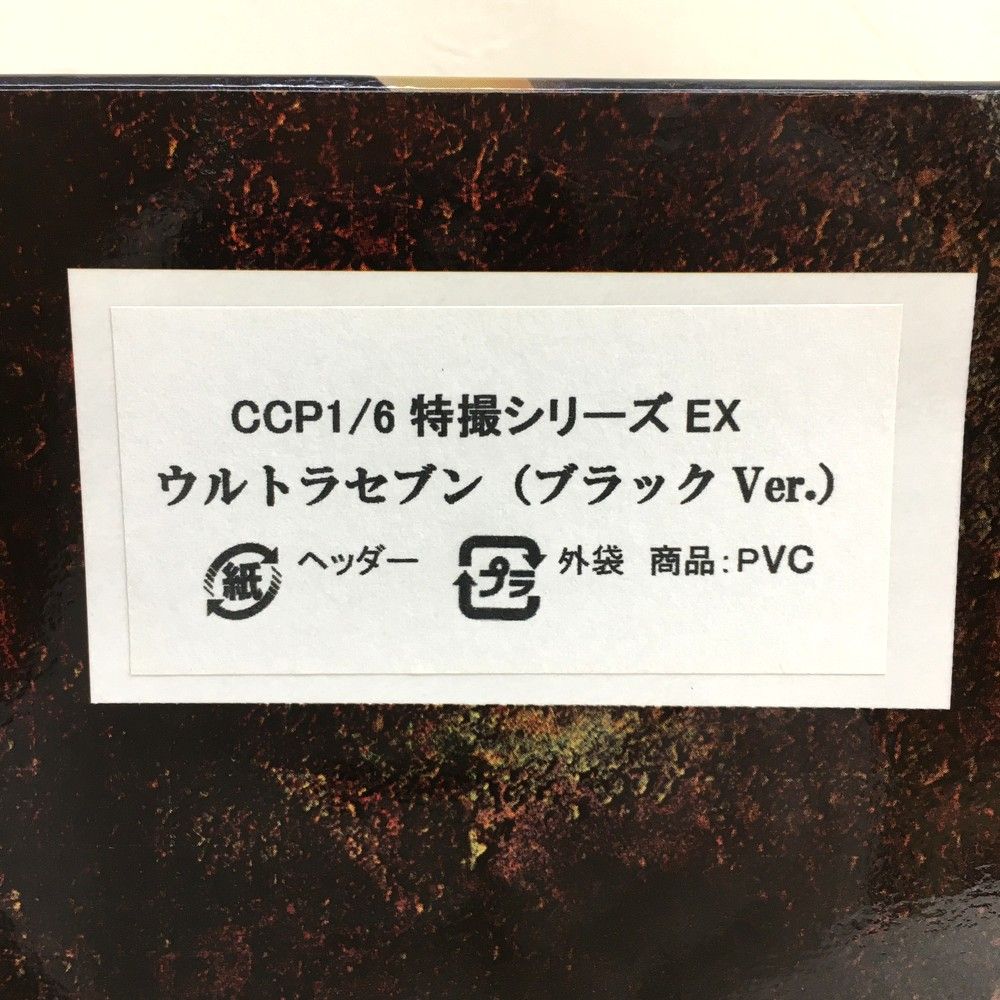 CCP1/6 特撮シリーズ EX
ウルトラセブン（ブラック Ver.）
紙 ヘッダー プラ 外袋 商品：PVC